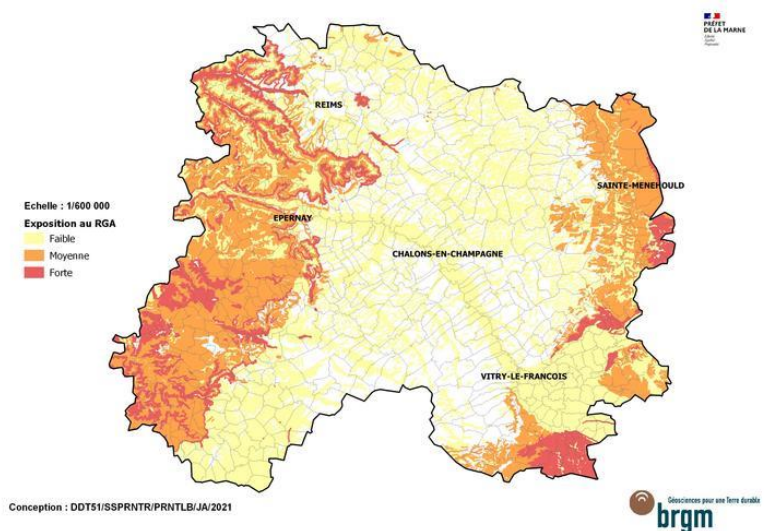 PRÉFET
DE LA MARNE
REIMS
SAINTE-MENEHOULD
Echelle : 1/600 000
Exposition au RGA
EPERNAY
Faible
Moyenne
CHALONS-EN-CHAMPAGNE
Forte
VITRY-LE-FRANCOIS
Conception : DDT51/SSPRNTR/PRNTLB/JA/2021
Géosciences pour une Terre durable
brgm